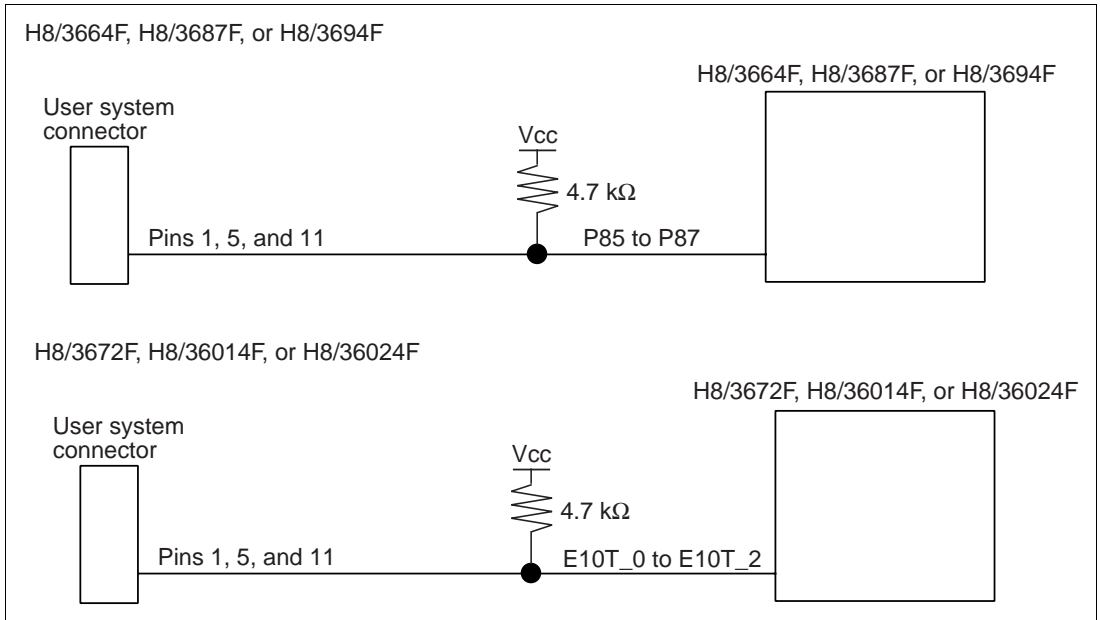 H8/3664F, H8/3687F, or H8/3694F
H8/3664F, H8/3687F, or H8/3694F
User system
connector
Vcc
4.7 kΩ
Pins 1, 5, and 11
P85 to P87
H8/3672F, H8/36014F, or H8/36024F
H8/3672F, H8/36014F, or H8/36024F
User system
connector
Vcc
4.7 kΩ
Pins 1, 5, and 11
E10T_0 to E10T_2